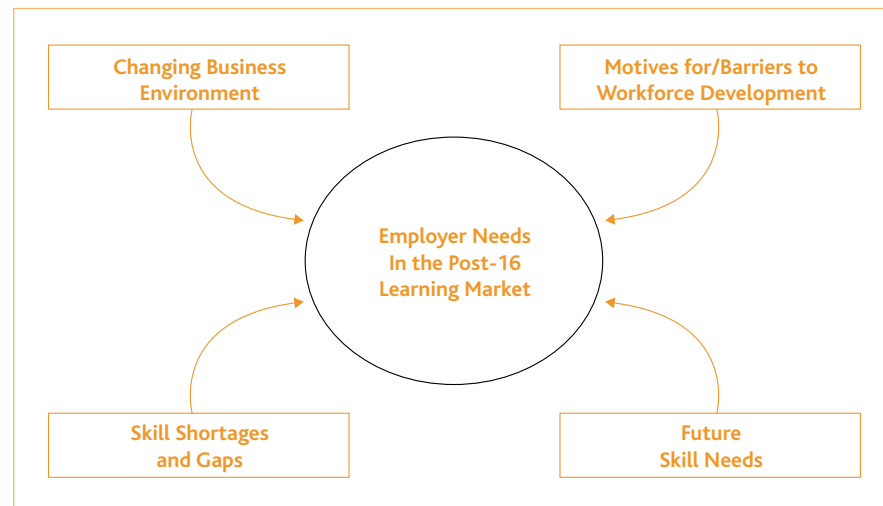 Changing Business
Environment
Motives for/Barriers to
Workforce Development
Employer Needs
In the Post-16
Learning Market
Skill Shortages
and Gaps
Future
Skill Needs